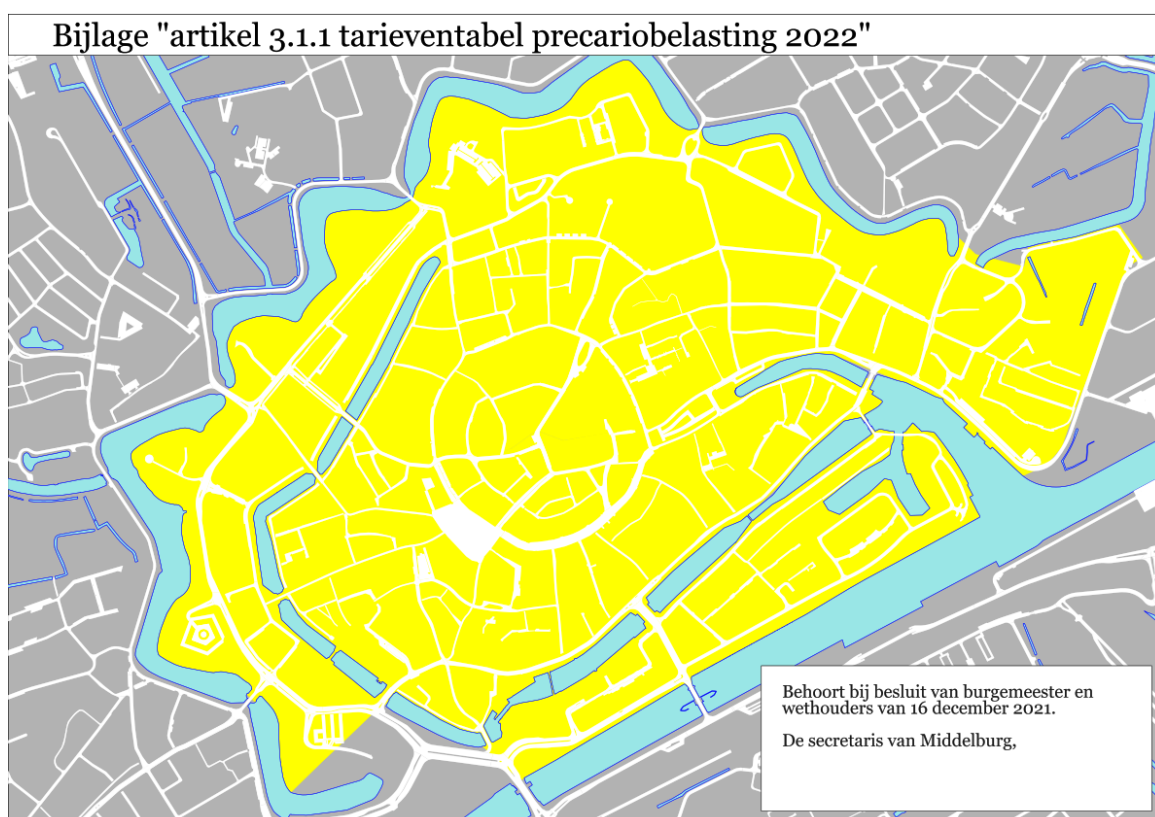 Bijlage "artikel 3.1.1 tarieventabel precariobelasting 2022"
Behoort bij besluit van burgemeester en
wethouders van 16 december 2021.
De secretaris van Middelburg,